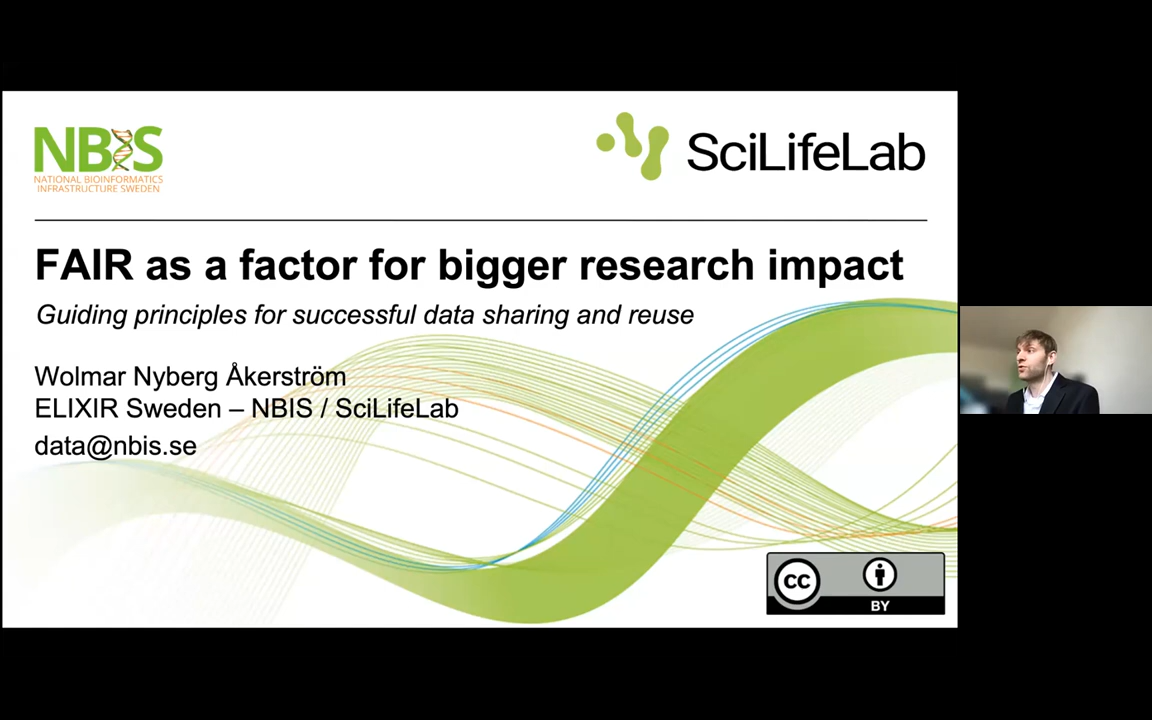 NBIS
NATIONAL BIOINFORMATICS
INFRASTRUCTURE SWEDEN
SciLifeLab
FAIR as a factor for bigger research impact
Guiding principles for successful data sharing and reuse
Wolmar Nyberg Åkerström
ELIXIR Sweden – NBIS / SciLifeLab
data@nbis.se
cc
BY